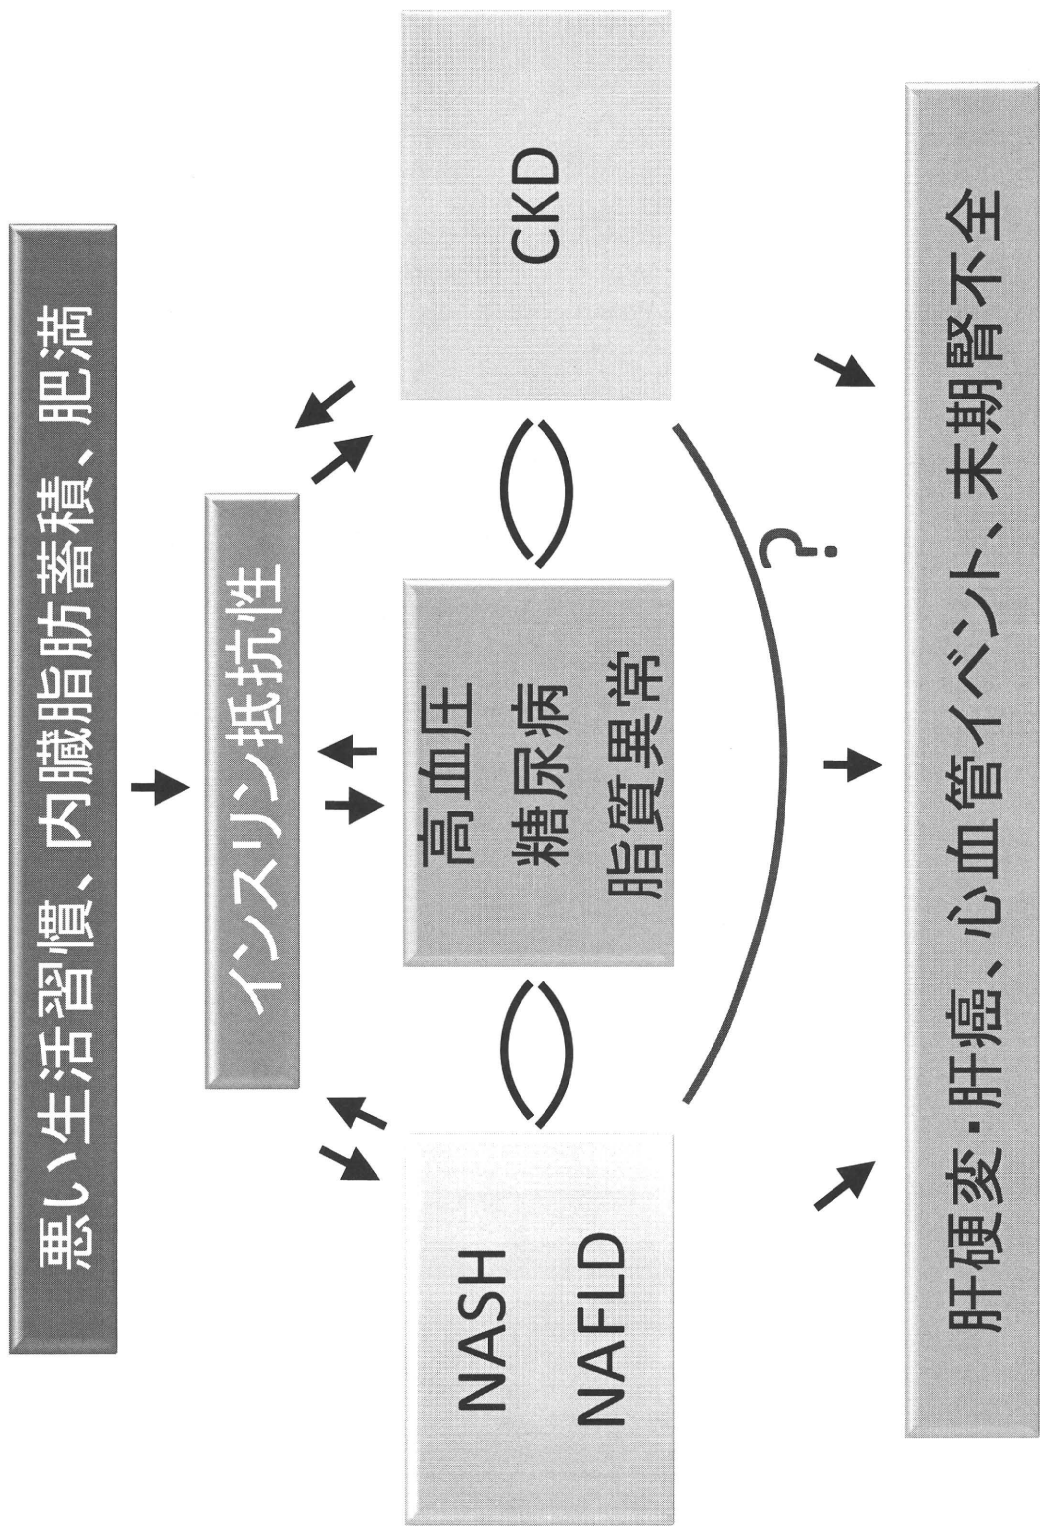 悪い生活習慣、内臓脂肪蓄積、肥満
インスリン抵抗性
NASH
NAFLD
高血圧
糖尿病
脂質異常
CKD
?
肝硬変・肝癌、心血管イベント、末期腎不全